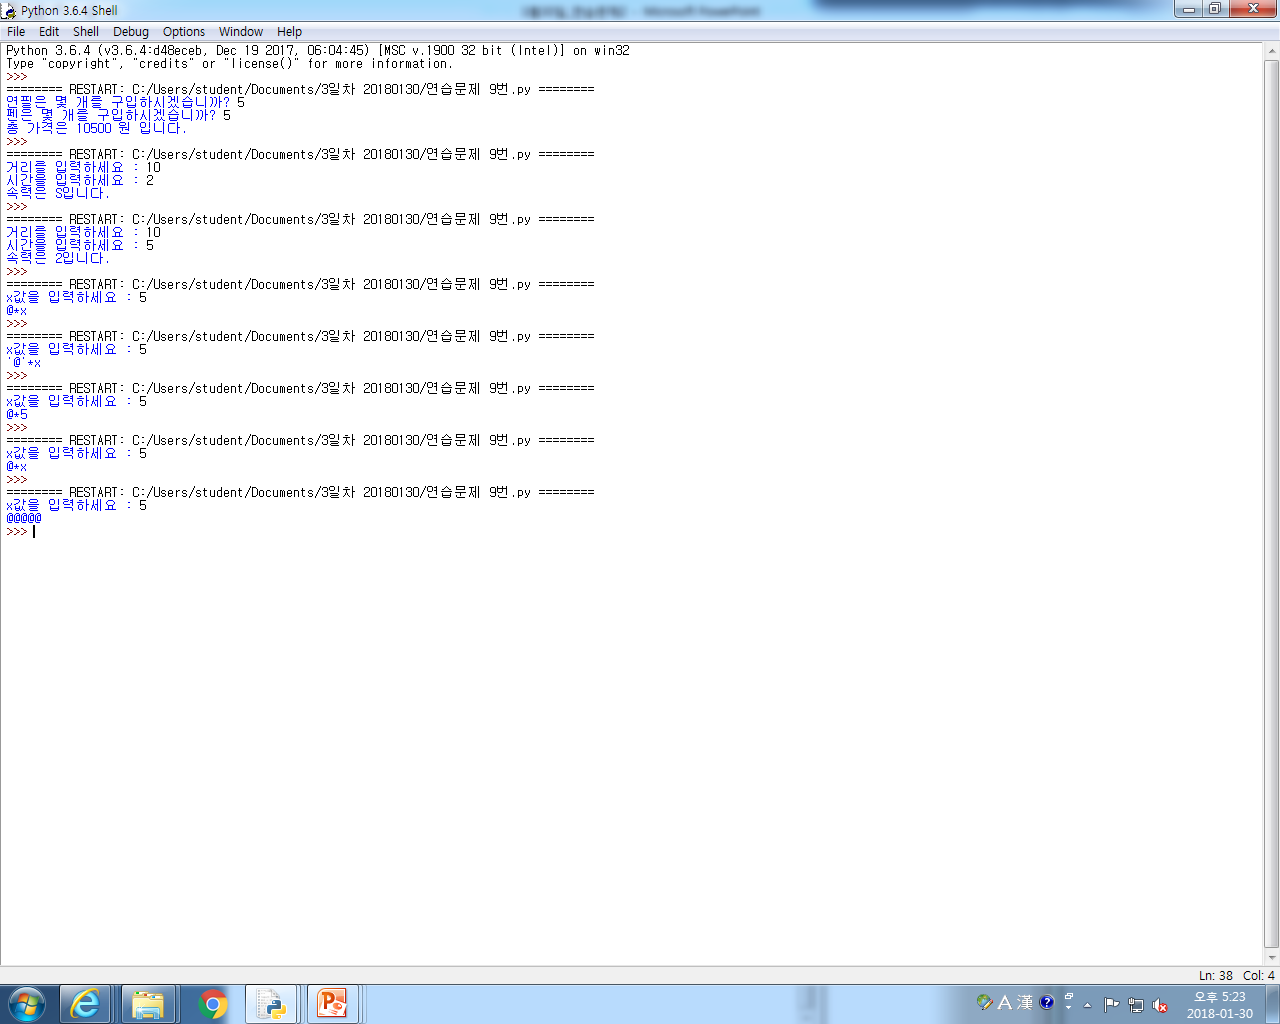 Python 3.6.4 Shell
File Edit Shell Debug Options Window Help
Python 3.6.4 (v3.6.4:d48eceb, Dec 19 2017, 06:04:45) [MSC v.1900 32 bit (Intel)] on win32
Type "copyright", "credits" or "license()" for more information.
>>>
======== RESTART: C:/Users/student/Documents/3일차 20180130/연습문제 9번.py ========
연필은 몇 개를 구입하시겠습니까? 5
펜은 몇 개를 구입하시겠습니까? 5
총 가격은 10500 원 입니다.
>>>
======== RESTART: C:/Users/student/Documents/3일차 20180130/연습문제 9번.py ========
거리를 입력하세요 : 10
시간을 입력하세요 : 2
속력은 S입니다.
>>>
======== RESTART: C:/Users/student/Documents/3일차 20180130/연습문제 9번.py ========
거리를 입력하세요 : 10
시간을 입력하세요 : 5
속력은 2입니다.
>>>
======== RESTART: C:/Users/student/Documents/3일차 20180130/연습문제 9번.py ========
x값을 입력하세요 : 5
@*x
>>>
======== RESTART: C:/Users/student/Documents/3일차 20180130/연습문제 9번.py ========
x값을 입력하세요 : 5
'@'*x
>>>
======== RESTART: C:/Users/student/Documents/3일차 20180130/연습문제 9번.py ========
x값을 입력하세요 : 5
@*5
>>>
======== RESTART: C:/Users/student/Documents/3일차 20180130/연습문제 9번.py ========
x값을 입력하세요 : 5
@*x
>>>
======== RESTART: C:/Users/student/Documents/3일차 20180130/연습문제 9번.py ========
x값을 입력하세요 : 5
@@@@@
>>>
Ln: 38 Col: 4
A 漢 오후 5:23
2018-01-30